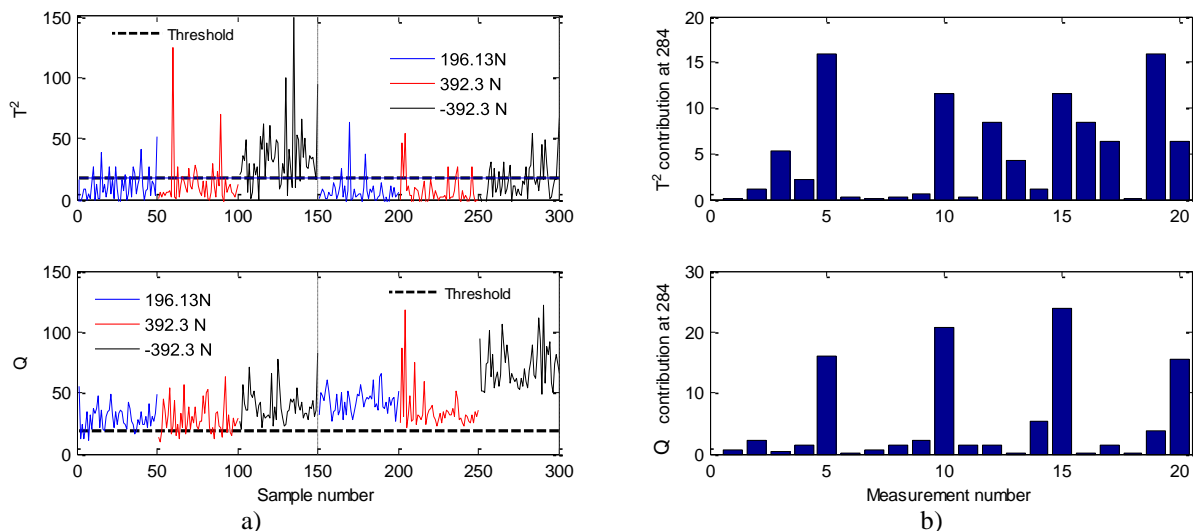 150
100
50
0
T²
Threshold
196.13N
392.3 N
-392.3 N
0 50 100 150 200 250 300
150
100
50
0
Q
196.13N
392.3 N
-392.3 N
Threshold
0 50 100 150 200 250 300
Sample number
a)
20
15
10
5
0
T² contribution at 284
0 5 10 15 20
30
20
10
0
Q contribution at 284
0 5 10 15 20
Measurement number
b)